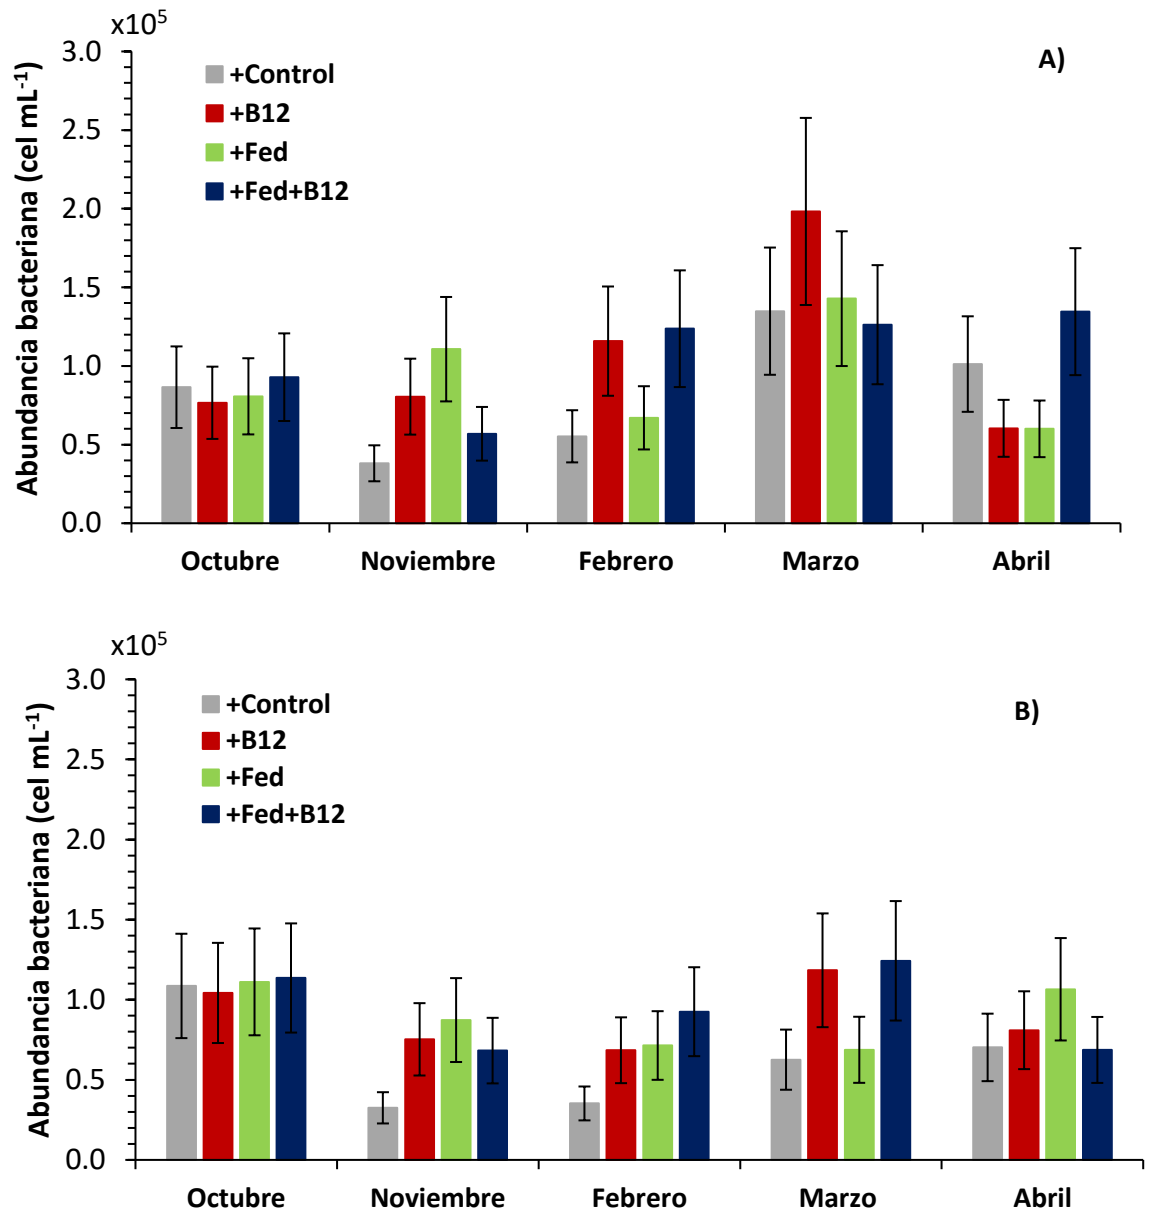 x10⁵
Abundancia bacteriana (cel mL⁻¹)
3.0
2.5
2.0
1.5
1.0
0.5
0.0
+Control
+B12
+Fed
+Fed+B12
A)
Octubre Noviembre Febrero Marzo Abril
x10⁵
Abundancia bacteriana (cel mL⁻¹)
3.0
2.5
2.0
1.5
1.0
0.5
0.0
+Control
+B12
+Fed
+Fed+B12
B)
Octubre Noviembre Febrero Marzo Abril